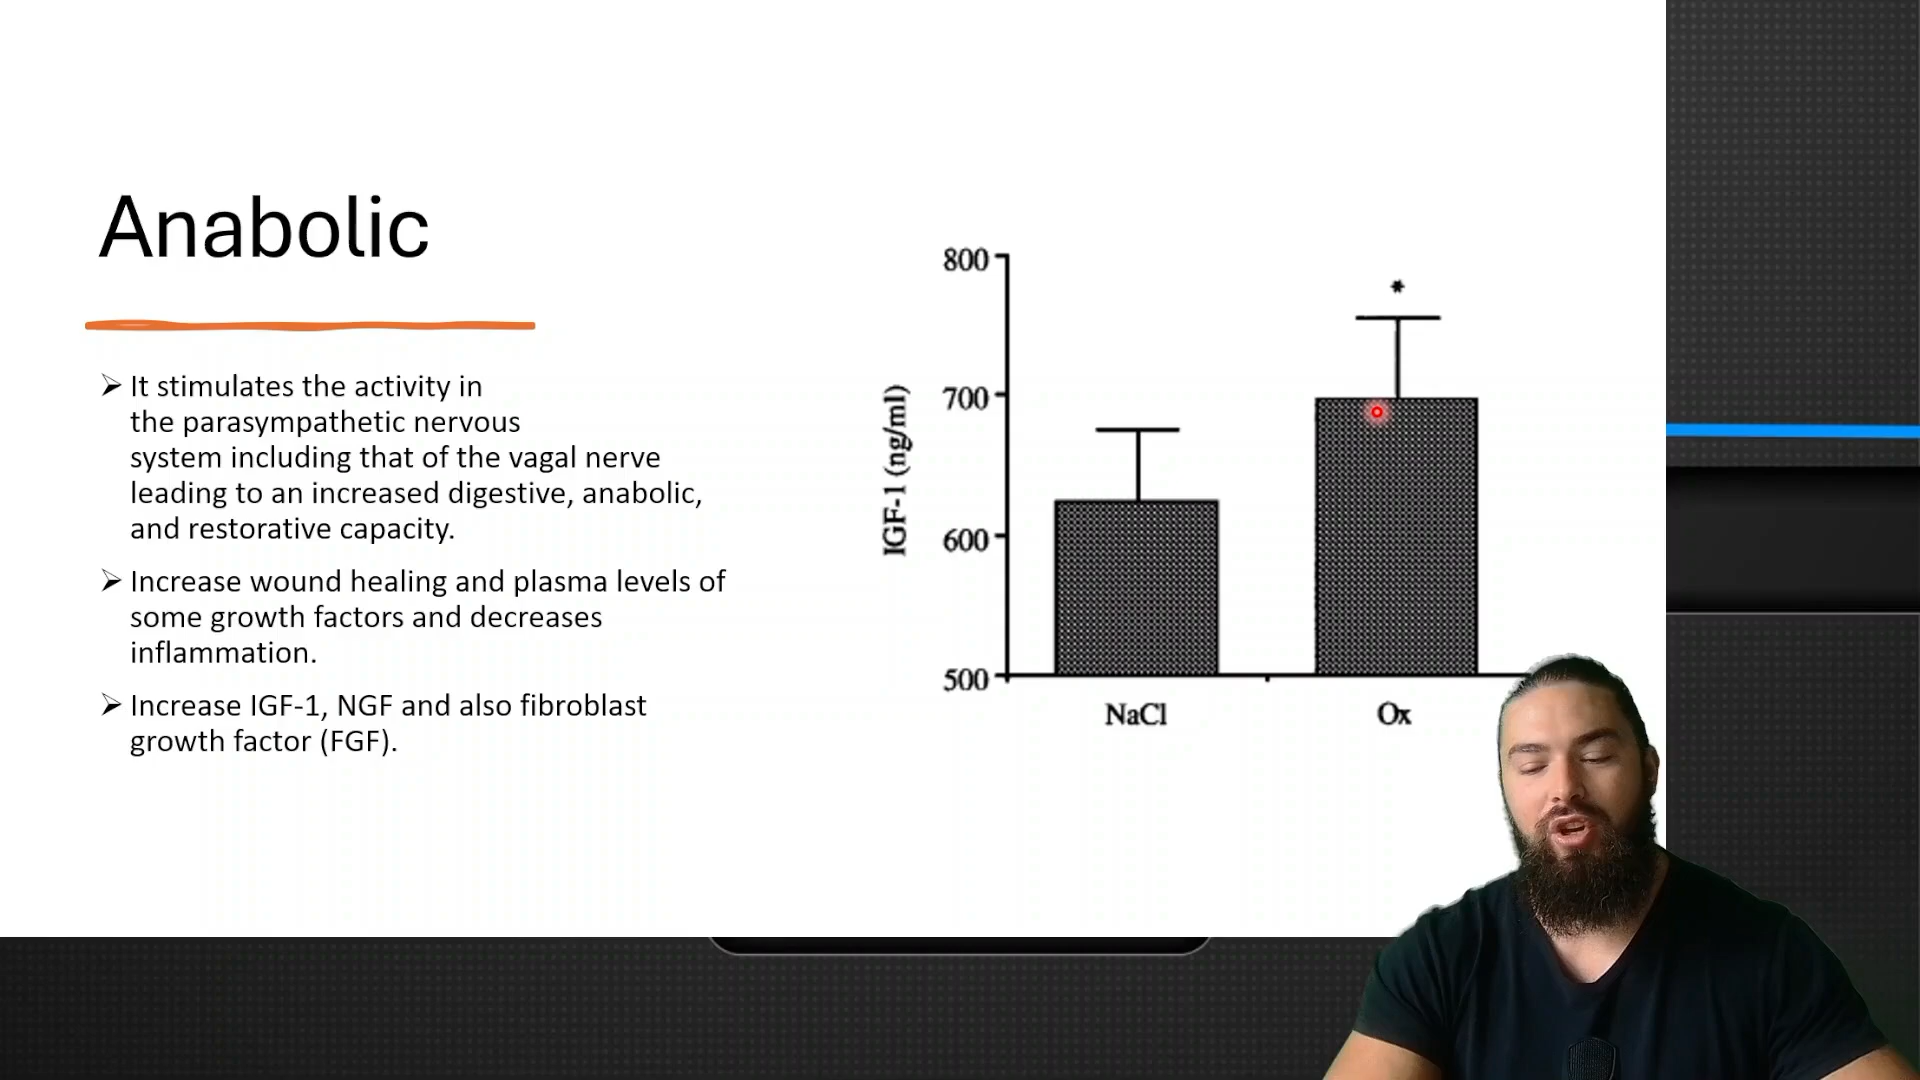 Anabolic
It stimulates the activity in
the parasympathetic nervous
system including that of the vagal nerve
leading to an increased digestive, anabolic,
and restorative capacity.
Increase wound healing and plasma levels of
some growth factors and decreases
inflammation.
Increase IGF-1, NGF and also fibroblast
growth factor (FGF).
800
*
700
IGF-1 (ng/ml)
600
500
NaCl
Ox